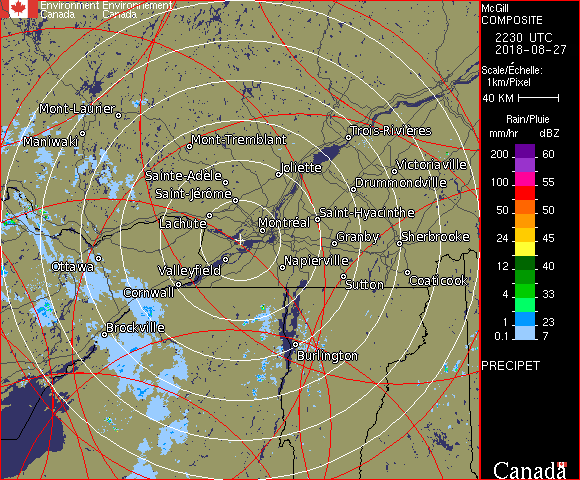 Environment Environnement
Canada Canada
McGill
COMPOSITE
2230 UTC
2018-08-27
Scale/Échelle:
1km/Pixel
40 KM
Rain/Pluie
mm/hr dBZ
200 60
155
100 55
50 50
24 45
12 40
4 33
1 23
0.1 7
PRECIPET
Canada
Mont-Laurier
Maniwaki
Mont-Tremblant
Trois-Rivières
Joliette
Victoriaville
Sainte-Adèle
Drummondville
Saint-Jérôme
Saint-Hyacinthe
Lachute
Montréal
Granby
Sherbrooke
Ottawa
Valleyfield
Napierville
Coaticook
Cornwall
Sutton
Brockville
Burlington